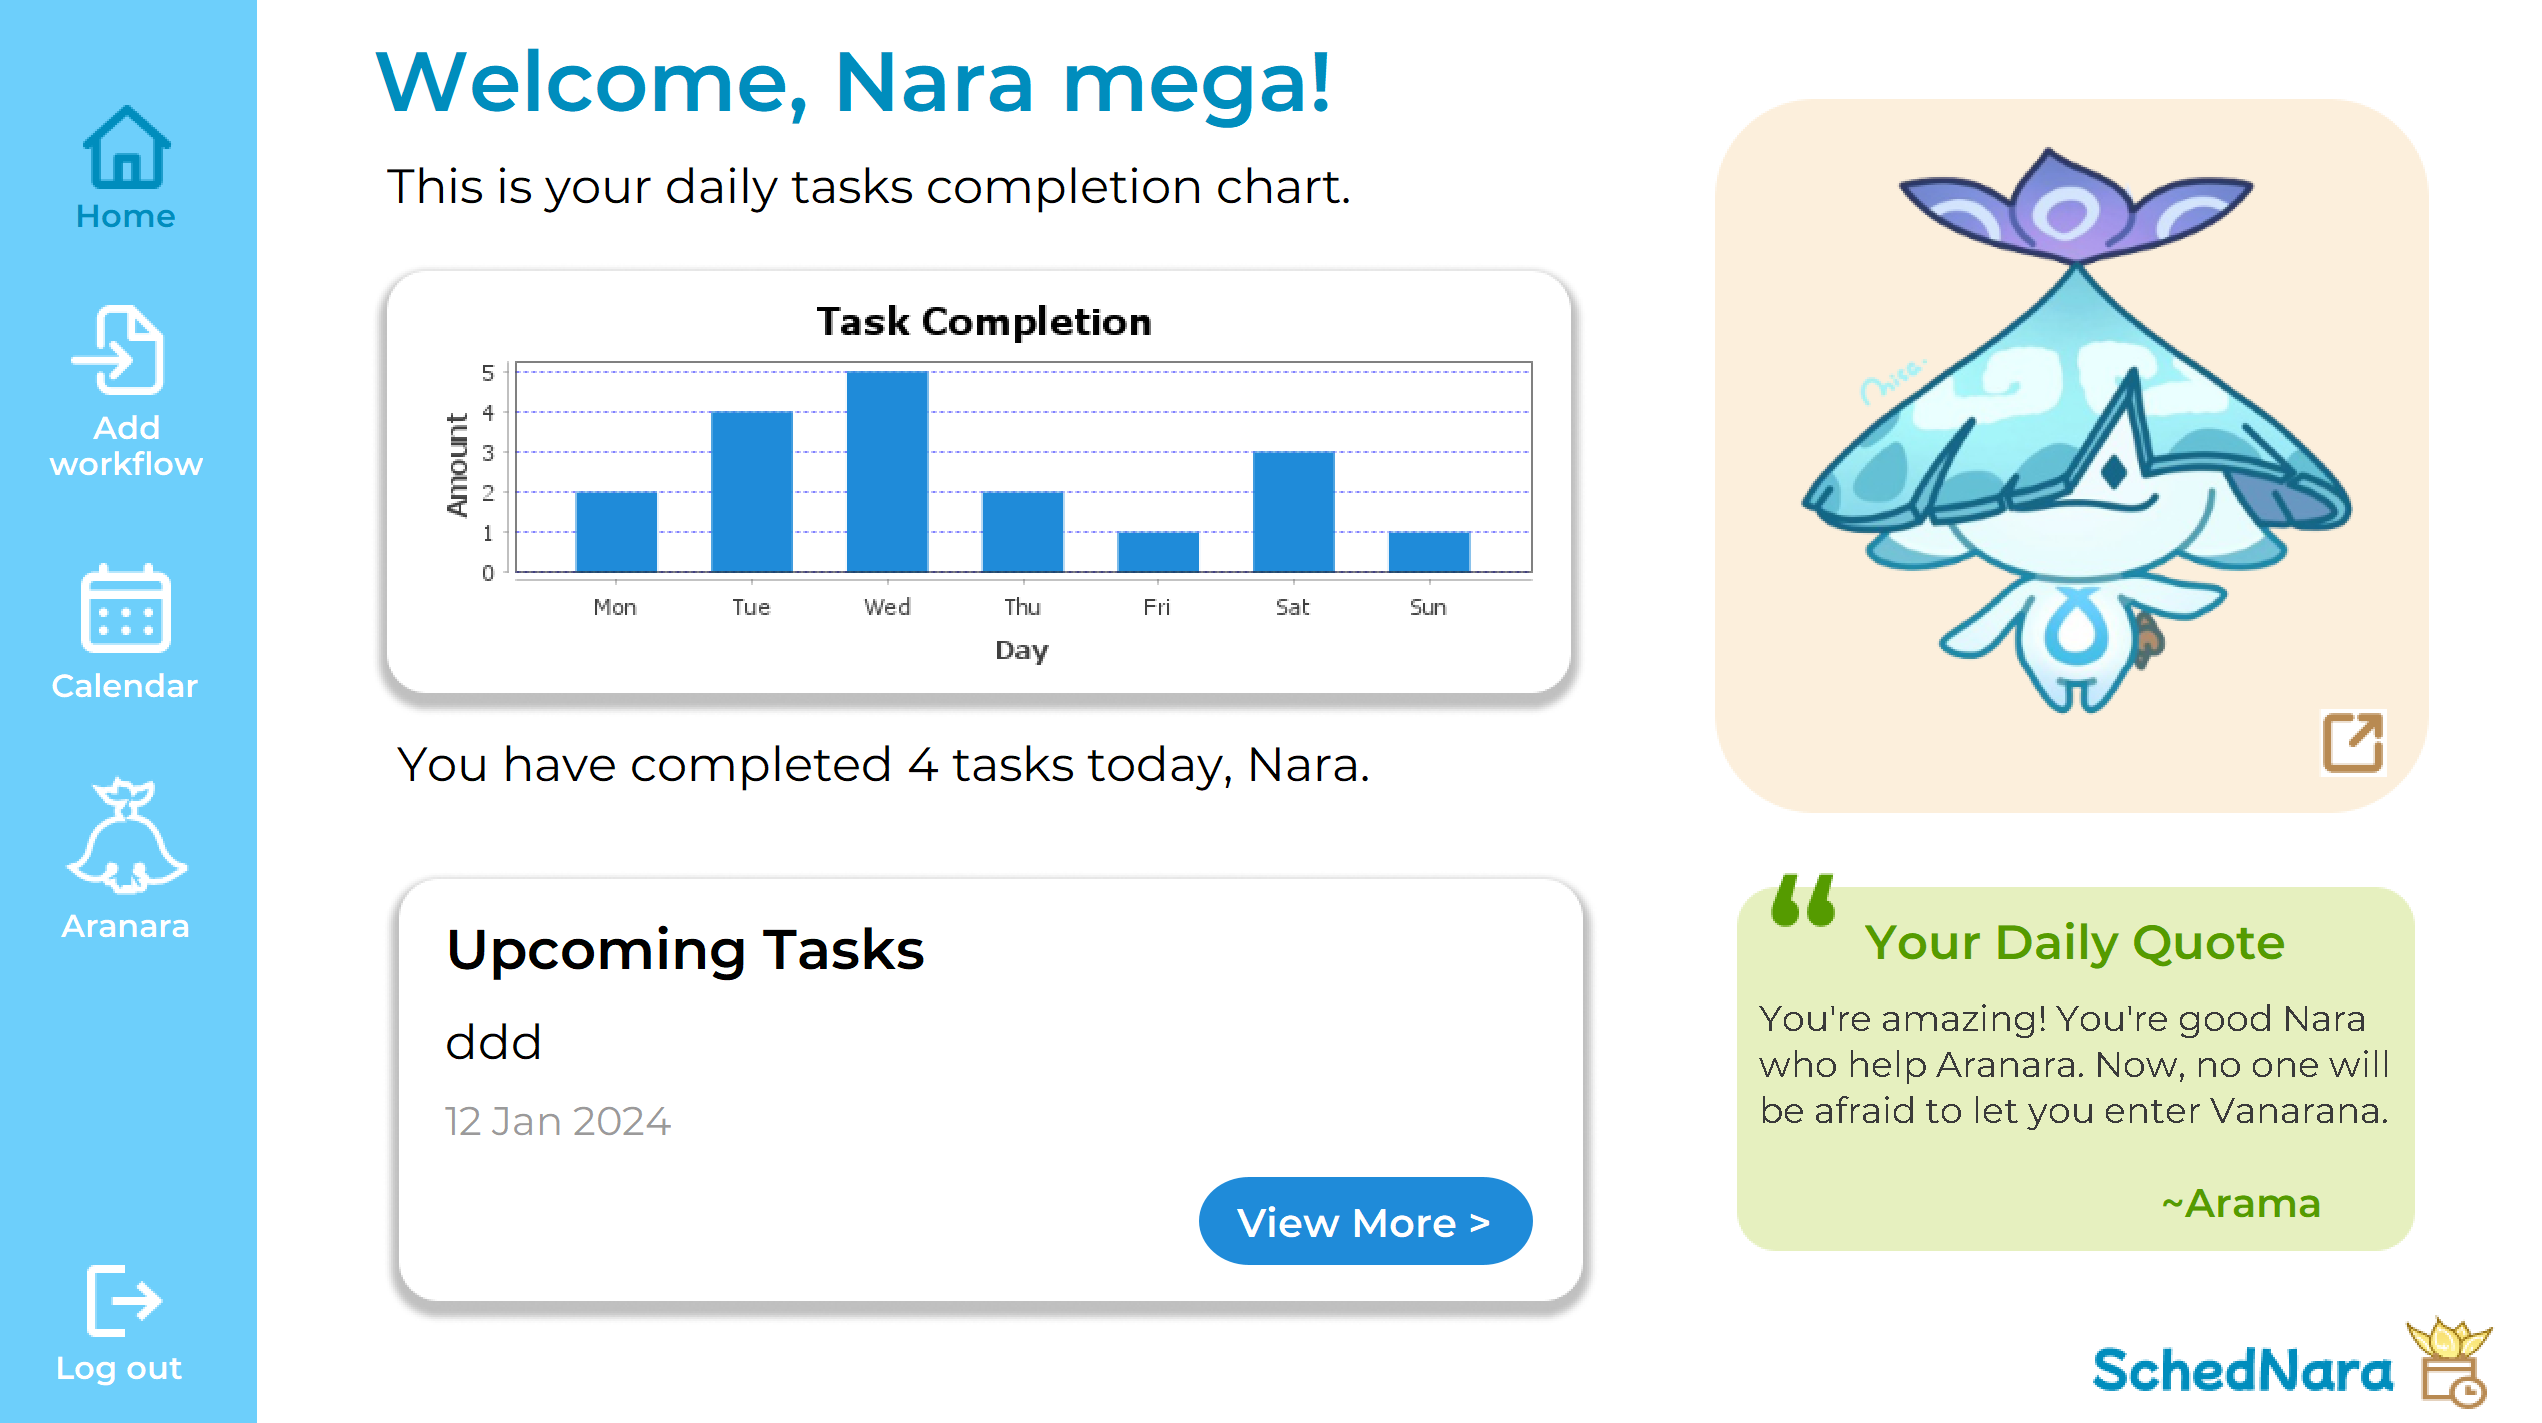 Home
Add
workflow
Calendar
Aranara
Log out
Welcome, Nara mega!
This is your daily tasks completion chart.
Task Completion
Amount
5
4
3
2
1
0
Mon Tue Wed Thu Fri Sat Sun
Day
You have completed 4 tasks today, Nara.
Upcoming Tasks
ddd
12 Jan 2024
View More >
“
Your Daily Quote
You're amazing! You're good Nara
who help Aranara. Now, no one will
be afraid to let you enter Vanarana.
~Arama
SchedNara